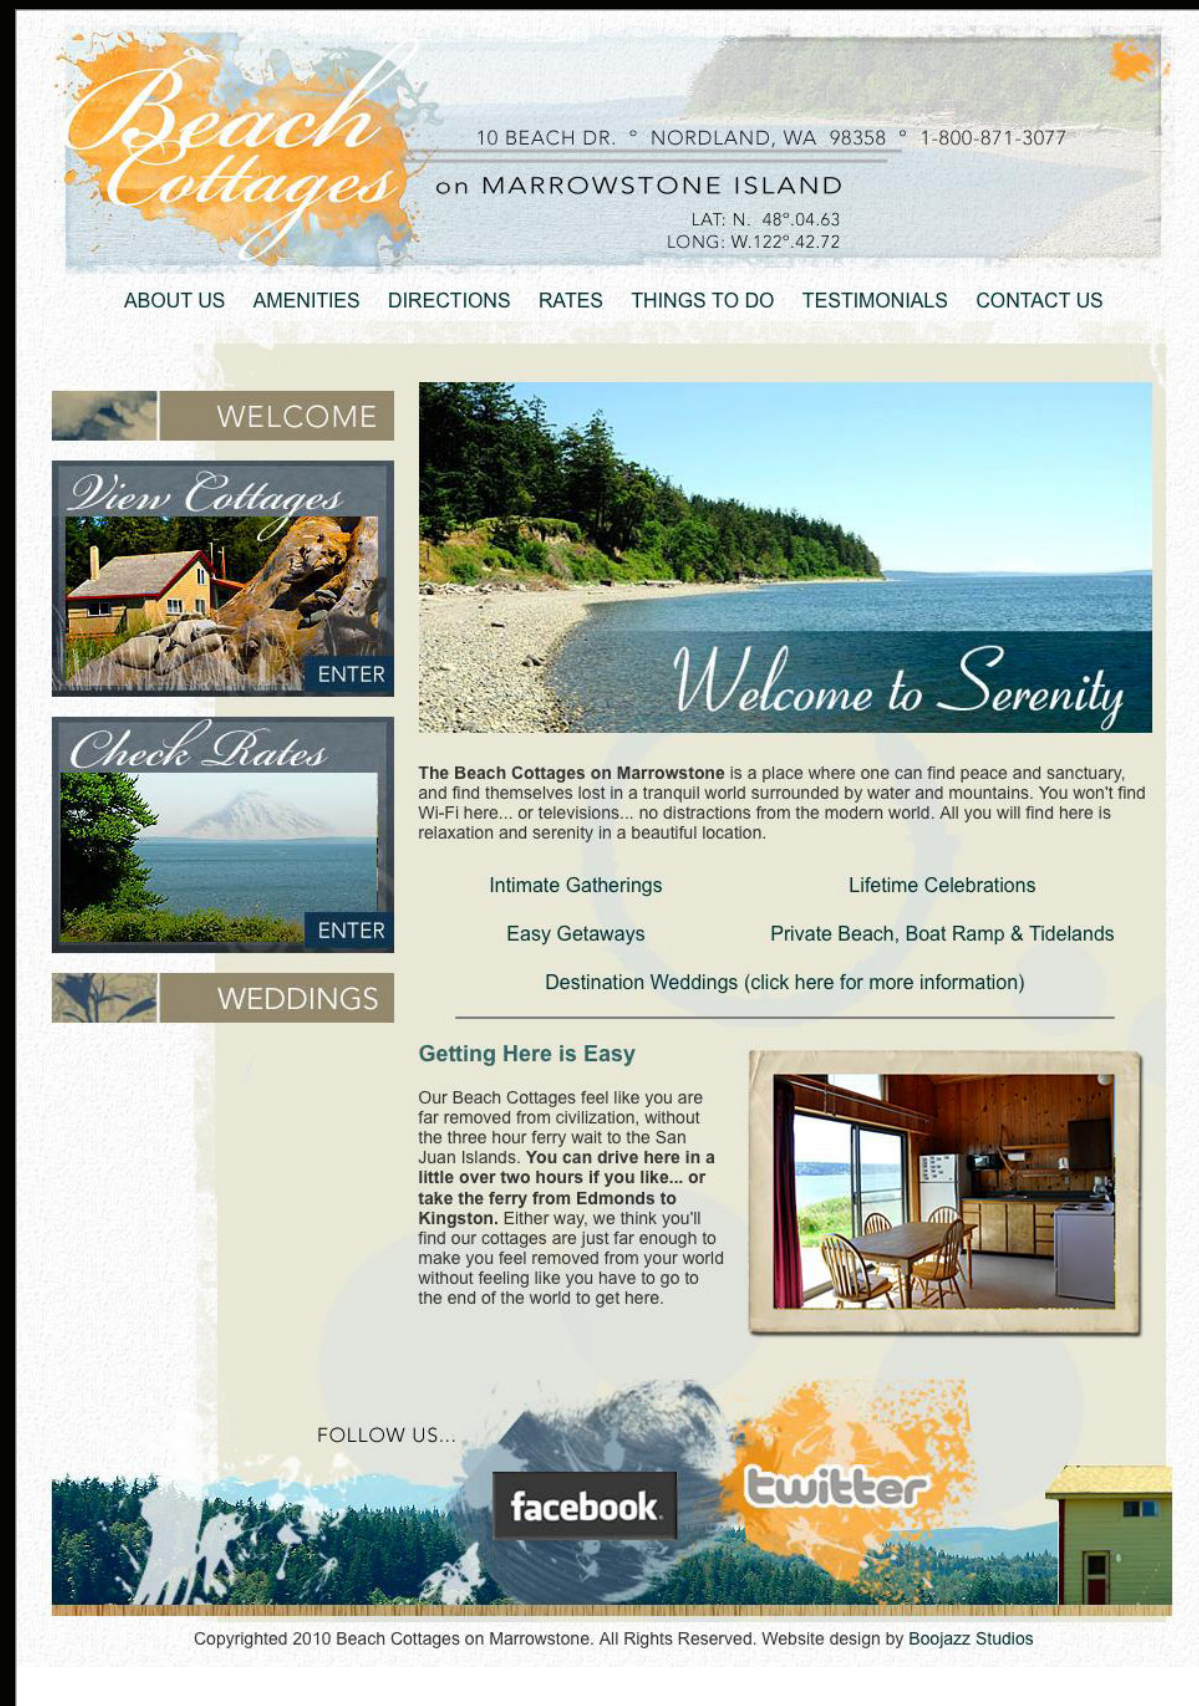 Beach
Cottages
10 BEACH DR. ° NORDLAND, WA 98358 ° 1-800-871-3077
on MARROWSTONE ISLAND
LAT: N. 48°.04.63
LONG: W.122°.42.72
ABOUT US AMENITIES DIRECTIONS RATES THINGS TO DO TESTIMONIALS CONTACT US
WELCOME
View Cottages
ENTER
Check Rates
ENTER
WEDDINGS
Welcome to Serenity
The Beach Cottages on Marrowstone is a place where one can find peace and sanctuary,
and find themselves lost in a tranquil world surrounded by water and mountains. You won't find
Wi-Fi here... or televisions... no distractions from the modern world. All you will find here is
relaxation and serenity in a beautiful location.
Intimate Gatherings Lifetime Celebrations
Easy Getaways Private Beach, Boat Ramp & Tidelands
Destination Weddings (click here for more information)
Getting Here is Easy
Our Beach Cottages feel like you are
far removed from civilization, without
the three hour ferry wait to the San
Juan Islands. You can drive here in a
little over two hours if you like... or
take the ferry from Edmonds to
Kingston. Either way, we think you'll
find our cottages are just far enough to
make you feel removed from your world
without feeling like you have to go to
the end of the world to get here.
FOLLOW US...
facebook.
twitter
Copyrighted 2010 Beach Cottages on Marrowstone. All Rights Reserved. Website design by Boojazz Studios